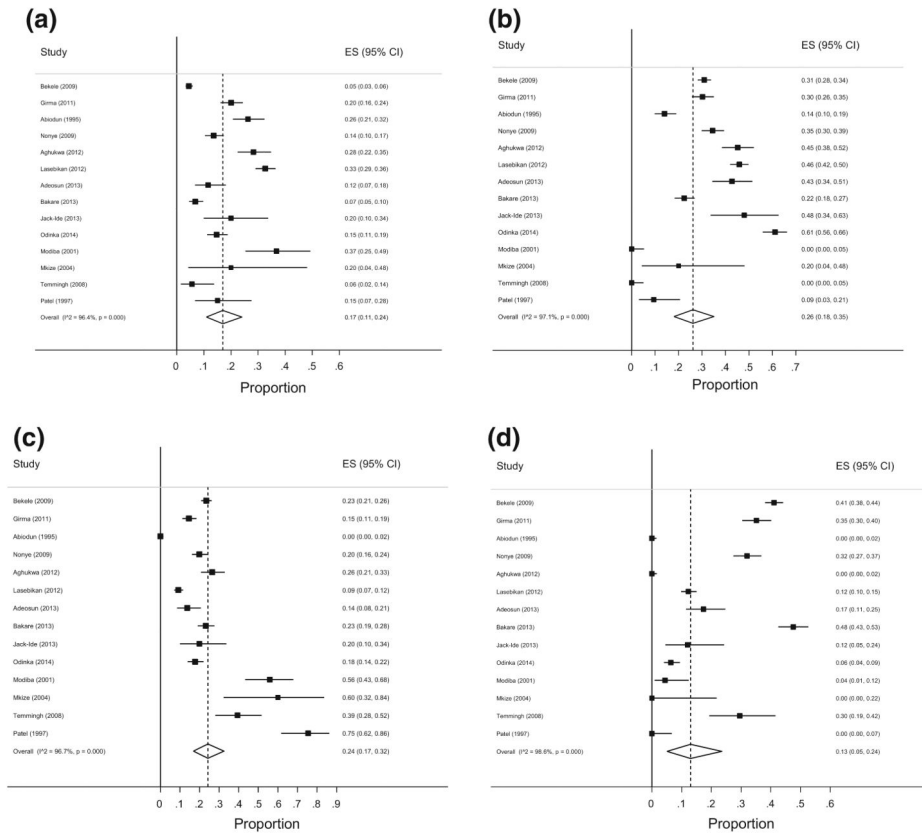 (a)
Study ES (95% CI)
Bekele (2009) 0.05 (0.03, 0.06)
Girma (2011) 0.20 (0.16, 0.24)
Abiodun (1995) 0.26 (0.21, 0.32)
Nonye (2009) 0.14 (0.10, 0.17)
Aghukwa (2012) 0.28 (0.22, 0.35)
Lasebikan (2012) 0.33 (0.29, 0.36)
Adeosun (2013) 0.12 (0.07, 0.18)
Bakare (2013) 0.07 (0.05, 0.10)
Jack-Ide (2013) 0.20 (0.10, 0.34)
Odinka (2014) 0.15 (0.11, 0.19)
Modiba (2001) 0.37 (0.25, 0.49)
Mkize (2004) 0.20 (0.04, 0.48)
Temmingh (2008) 0.06 (0.02, 0.14)
Patel (1997) 0.15 (0.07, 0.28)
Overall (I^2 = 96.4%, p = 0.000) 0.17 (0.11, 0.24)
0 .1 .2 .3 .4 .5 .6
Proportion
(b)
Study ES (95% CI)
Bekele (2009) 0.31 (0.28, 0.34)
Girma (2011) 0.30 (0.26, 0.35)
Abiodun (1995) 0.14 (0.10, 0.19)
Nonye (2009) 0.35 (0.30, 0.39)
Aghukwa (2012) 0.45 (0.38, 0.52)
Lasebikan (2012) 0.46 (0.42, 0.50)
Adeosun (2013) 0.43 (0.34, 0.51)
Bakare (2013) 0.22 (0.18, 0.27)
Jack-Ide (2013) 0.48 (0.34, 0.63)
Odinka (2014) 0.61 (0.56, 0.66)
Modiba (2001) 0.00 (0.00, 0.05)
Mkize (2004) 0.20 (0.04, 0.48)
Temmingh (2008) 0.00 (0.00, 0.05)
Patel (1997) 0.09 (0.03, 0.21)
Overall (I^2 = 97.1%, p = 0.000) 0.26 (0.18, 0.35)
0 .1 .2 .3 .4 .5 .6 .7
Proportion
(c)
Study ES (95% CI)
Bekele (2009) 0.23 (0.21, 0.26)
Girma (2011) 0.15 (0.11, 0.19)
Abiodun (1995) 0.00 (0.00, 0.02)
Nonye (2009) 0.20 (0.16, 0.24)
Aghukwa (2012) 0.26 (0.21, 0.33)
Lasebikan (2012) 0.09 (0.07, 0.12)
Adeosun (2013) 0.14 (0.08, 0.21)
Bakare (2013) 0.23 (0.19, 0.28)
Jack-Ide (2013) 0.20 (0.10, 0.34)
Odinka (2014) 0.18 (0.14, 0.22)
Modiba (2001) 0.56 (0.43, 0.68)
Mkize (2004) 0.60 (0.32, 0.84)
Temmingh (2008) 0.39 (0.28, 0.52)
Patel (1997) 0.75 (0.62, 0.86)
Overall (I^2 = 96.7%, p = 0.000) 0.24 (0.17, 0.32)
0 .1 .2 .3 .4 .5 .6 .7 .8 .9
Proportion
(d)
Study ES (95% CI)
Bekele (2009) 0.41 (0.38, 0.44)
Girma (2011) 0.35 (0.30, 0.40)
Abiodun (1995) 0.00 (0.00, 0.02)
Nonye (2009) 0.32 (0.27, 0.37)
Aghukwa (2012) 0.00 (0.00, 0.02)
Lasebikan (2012) 0.12 (0.10, 0.15)
Adeosun (2013) 0.17 (0.11, 0.25)
Bakare (2013) 0.48 (0.43, 0.53)
Jack-Ide (2013) 0.12 (0.05, 0.24)
Odinka (2014) 0.06 (0.04, 0.09)
Modiba (2001) 0.04 (0.01, 0.12)
Mkize (2004) 0.00 (0.00, 0.22)
Temmingh (2008) 0.30 (0.19, 0.42)
Patel (1997) 0.00 (0.00, 0.07)
Overall (I^2 = 98.6%, p = 0.000) 0.13 (0.05, 0.24)
0 .1 .2 .3 .4 .5 .6
Proportion